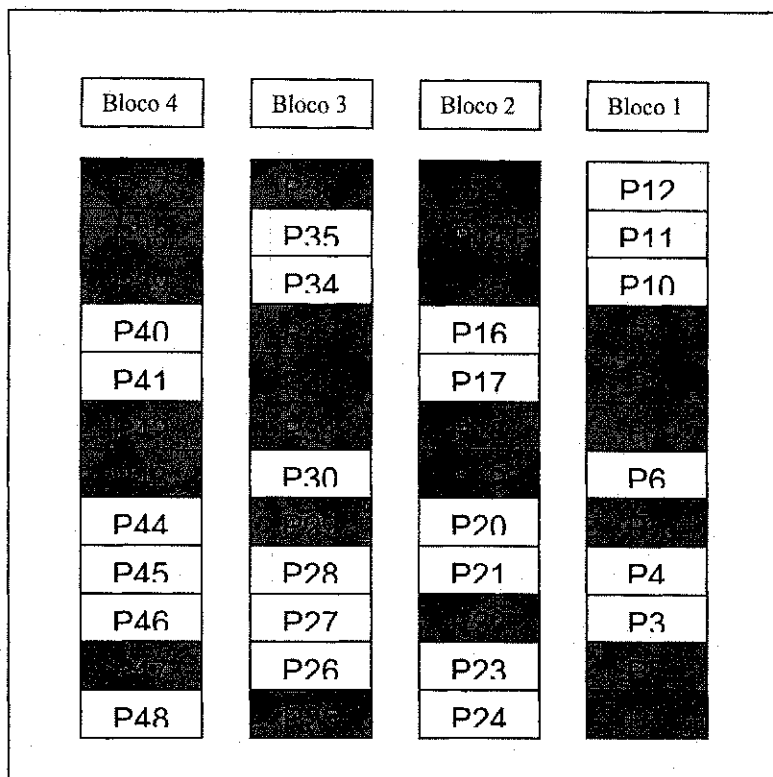 Bloco 4 Bloco 3 Bloco 2 Bloco 1
P12
P35 P11
P34 P10
P40 P16
P41 P17
P30 P6
P44 P20
P45 P28 P21 P4
P46 P27 P3
P26 P23
P48 P24